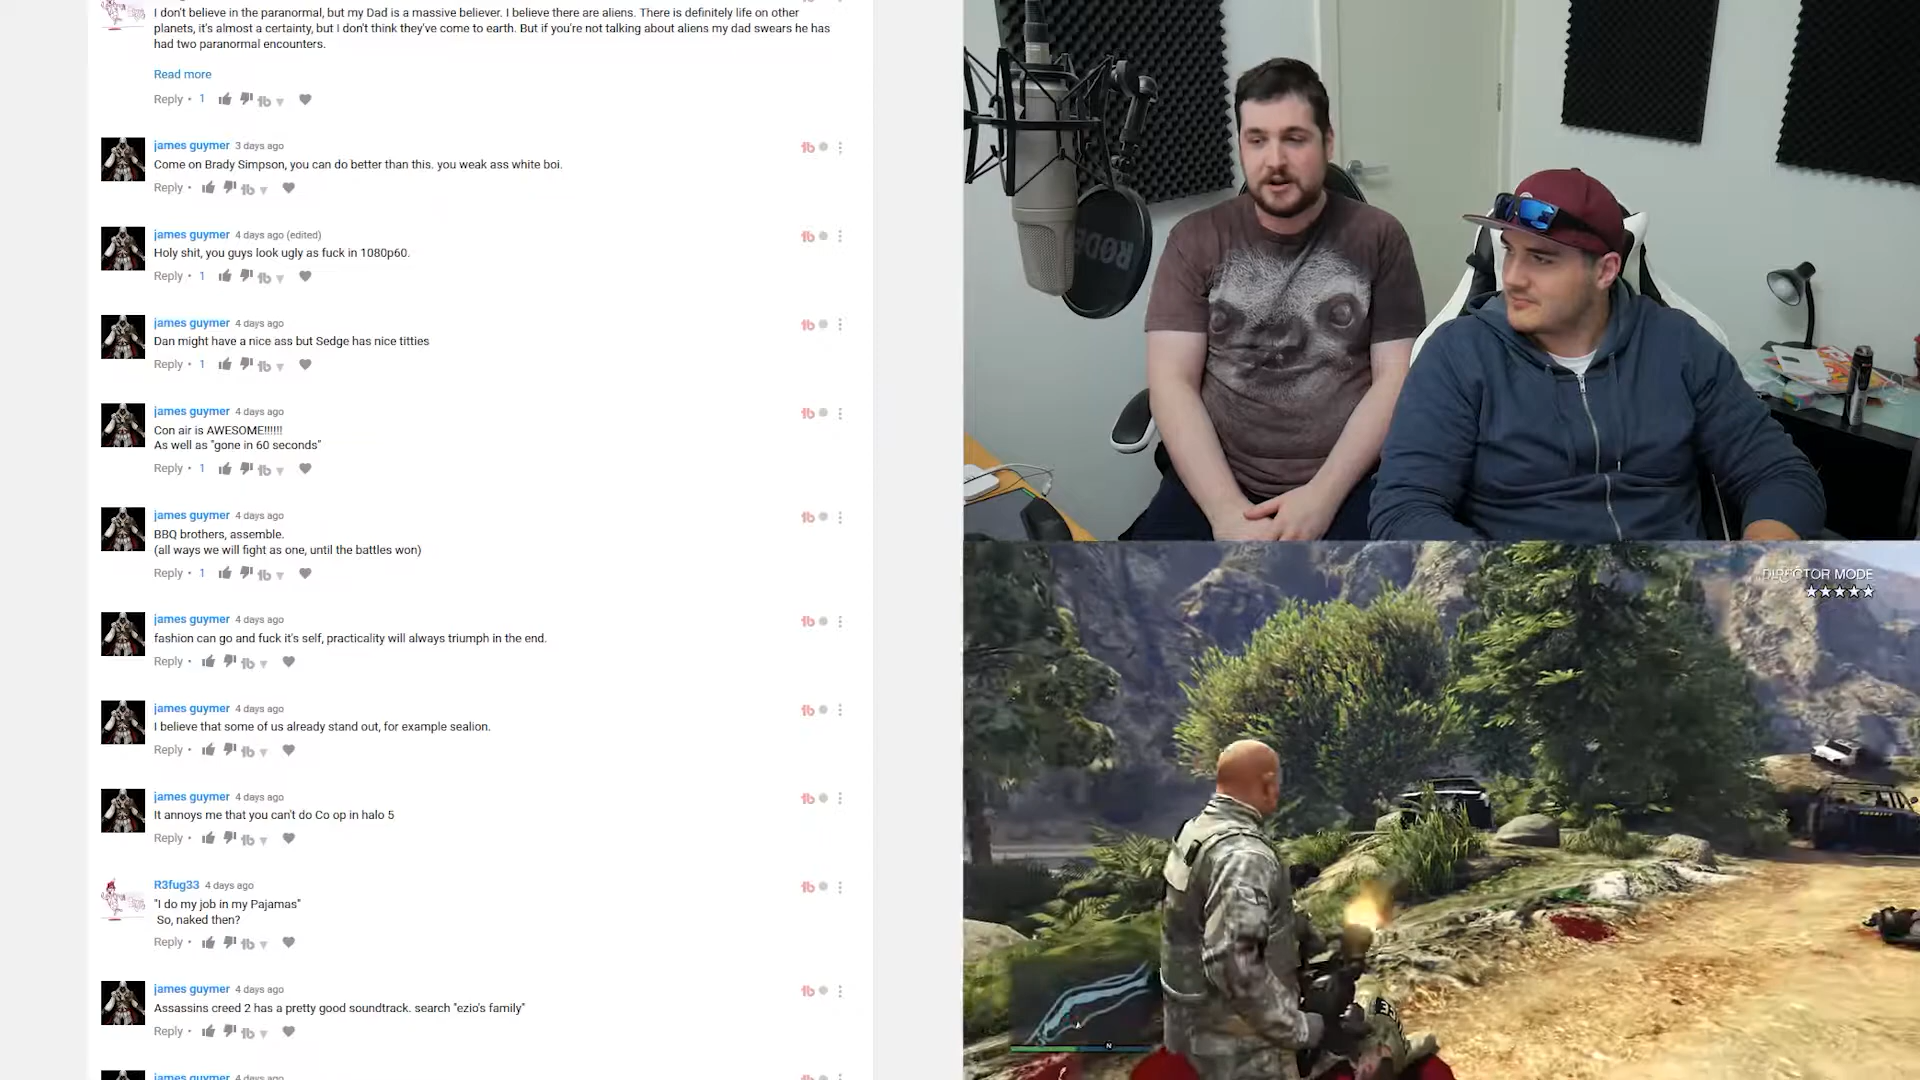 I don't believe in the paranormal, but my Dad is a massive believer. I believe there are aliens. There is definitely life on other
planets, it's almost a certainty, but I don't think they've come to earth. But if you're not talking about aliens my dad swears he has
had two paranormal encounters.
Read more
Reply • 1
james guymer 3 days ago
Come on Brady Simpson, you can do better than this. you weak ass white boi.
Reply •
james guymer 4 days ago (edited)
Holy shit, you guys look ugly as fuck in 1080p60.
Reply • 1
james guymer 4 days ago
Dan might have a nice ass but Sedge has nice titties
Reply • 1
james guymer 4 days ago
Con air is AWESOME!!!!!!
As well as "gone in 60 seconds"
Reply • 1
james guymer 4 days ago
BBQ brothers, assemble.
(all ways we will fight as one, until the battles won)
Reply • 1
james guymer 4 days ago
fashion can go and fuck it's self, practicality will always triumph in the end.
Reply •
james guymer 4 days ago
I believe that some of us already stand out, for example sealion.
Reply •
james guymer 4 days ago
It annoys me that you can't do Co op in halo 5
Reply •
R3fug33 4 days ago
"I do my job in my Pajamas"
So, naked then?
Reply •
james guymer 4 days ago
Assassins creed 2 has a pretty good soundtrack. search "ezio's family"
Reply •
james guymer 4 days ago
RØDE
DIRECTOR MODE
N